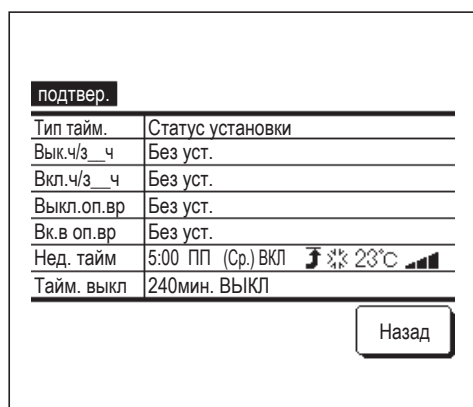 подтвер.
Тип тайм. Статус установки
Вык.ч/з__ч Без уст.
Вкл.ч/з__ч Без уст.
Выкл.оп.вр Без уст.
Вк.в оп.вр Без уст.
Нед. тайм 5:00 ПП (Ср.) ВКЛ 23°C
Тайм. выкл 240мин. ВЫКЛ
Назад